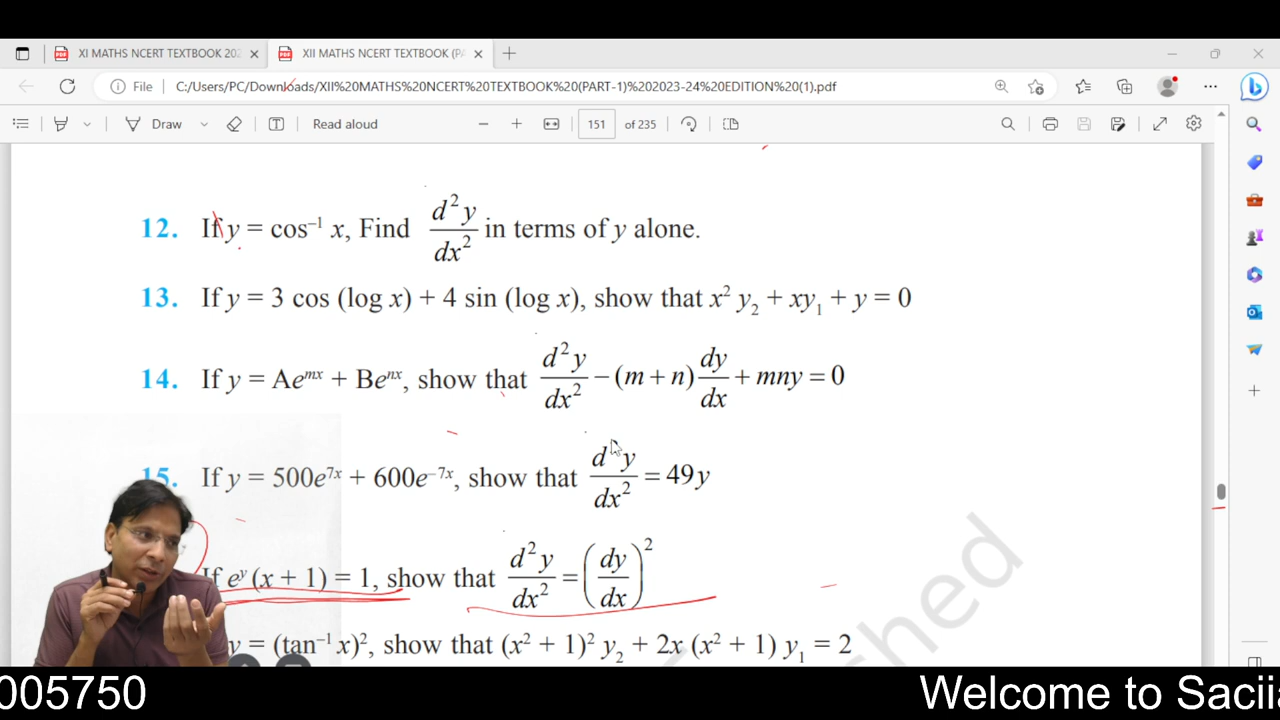 XI MATHS NCERT TEXTBOOK 202
XII MATHS NCERT TEXTBOOK (PA
File C:/Users/PC/Downloads/XII%20MATHS%20NCERT%20TEXTBOOK%20(PART-1)%202023-24%20EDITION%20(1).pdf
Draw Read aloud 151 of 235
12. If y = cos⁻¹ x, Find d²y/dx² in terms of y alone.
13. If y = 3 cos (log x) + 4 sin (log x), show that x² y₂ + xy₁ + y = 0
14. If y = Ae^{mx} + Be^{nx}, show that d²y/dx² – (m + n) dy/dx + mny = 0
15. If y = 500e^{7x} + 600e^{–7x}, show that d²y/dx² = 49y
If e^y (x + 1) = 1, show that d²y/dx² = (dy/dx)²
y = (tan⁻¹ x)², show that (x² + 1)² y₂ + 2x (x² + 1) y₁ = 2
hed
005750 Welcome to Sacii